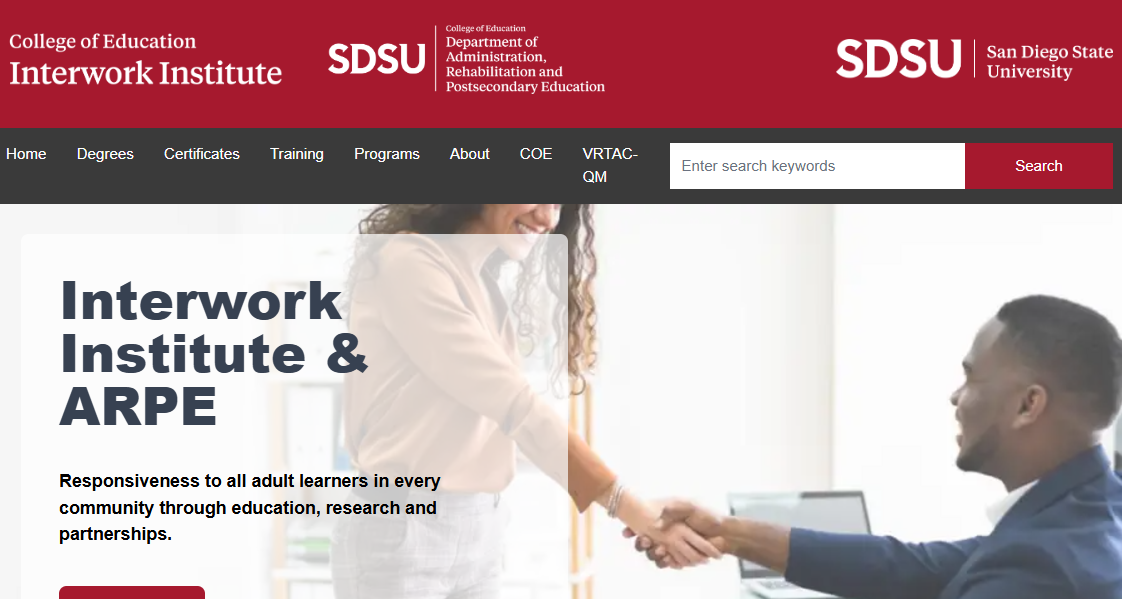 College of Education
Interwork Institute
SDSU
College of Education
Department of
Administration,
Rehabilitation and
Postsecondary Education
SDSU
San Diego State
University
Home
Degrees
Certificates
Training
Programs
About
COE
VRTAC-
QM
Enter search keywords
Search
Interwork
Institute &
ARPE
Responsiveness to all adult learners in every
community through education, research and
partnerships.